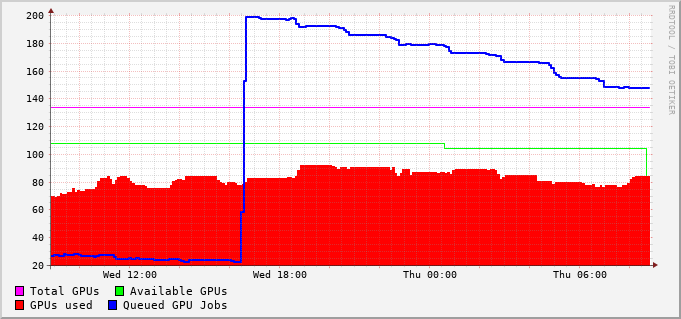 RRDTOOL / TOBI OETIKER
200
180
160
140
120
100
80
60
40
20
Wed 12:00 Wed 18:00 Thu 00:00 Thu 06:00
Total GPUs Available GPUs
GPUs used Queued GPU Jobs